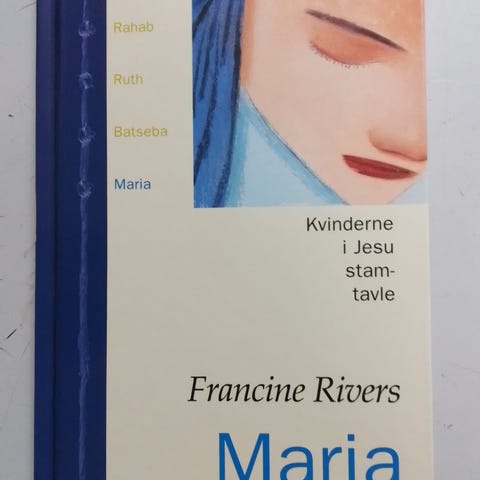 Rahab
Ruth
Batseba
Maria
Kvinderne
i Jesu
stam-
tavle
Francine Rivers
Maria